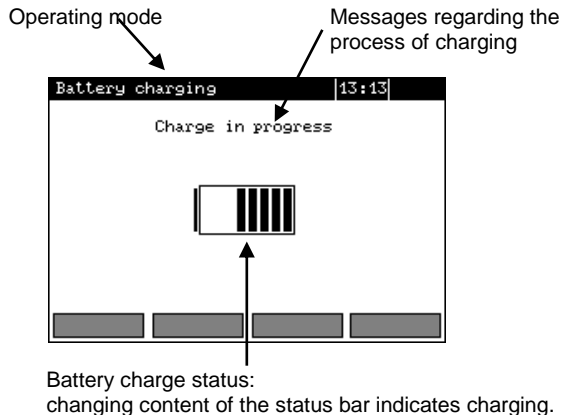 Operating mode
Messages regarding the
process of charging
Battery charging 13:13
Charge in progress
Battery charge status:
changing content of the status bar indicates charging.